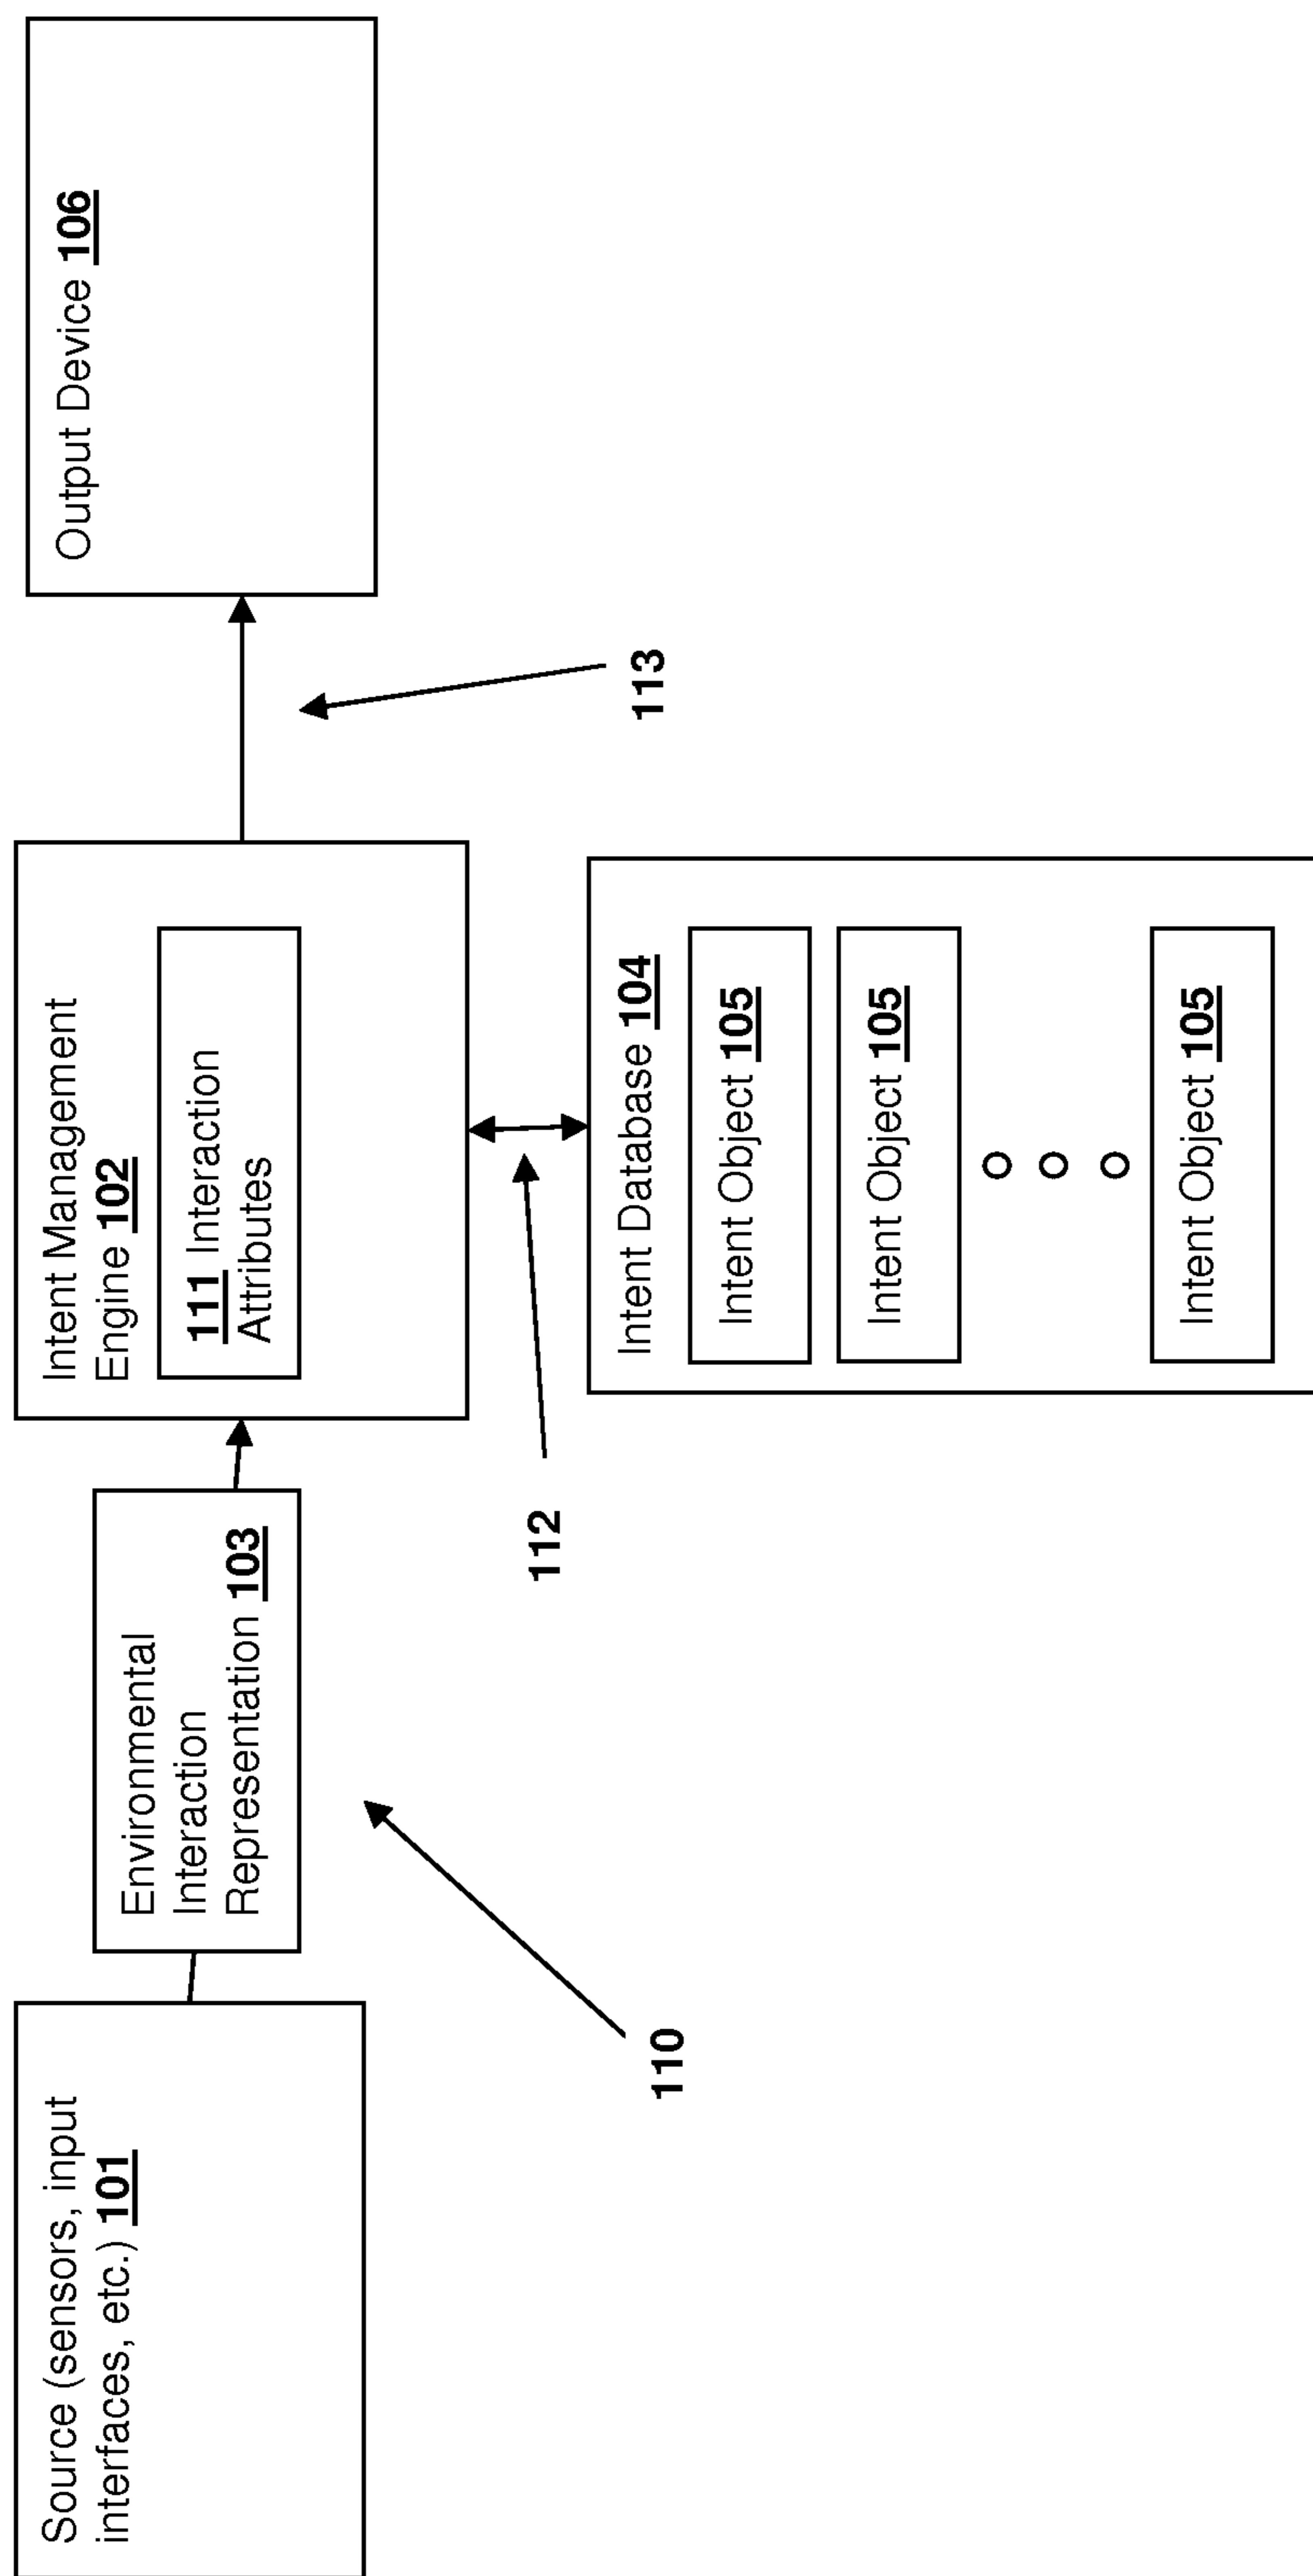 Source (sensors, input
interfaces, etc.) 101
Environmental
Interaction
Representation 103
110
Intent Management
Engine 102
111 Interaction
Attributes
112
Intent Database 104
Intent Object 105
Intent Object 105
Intent Object 105
113
Output Device 106